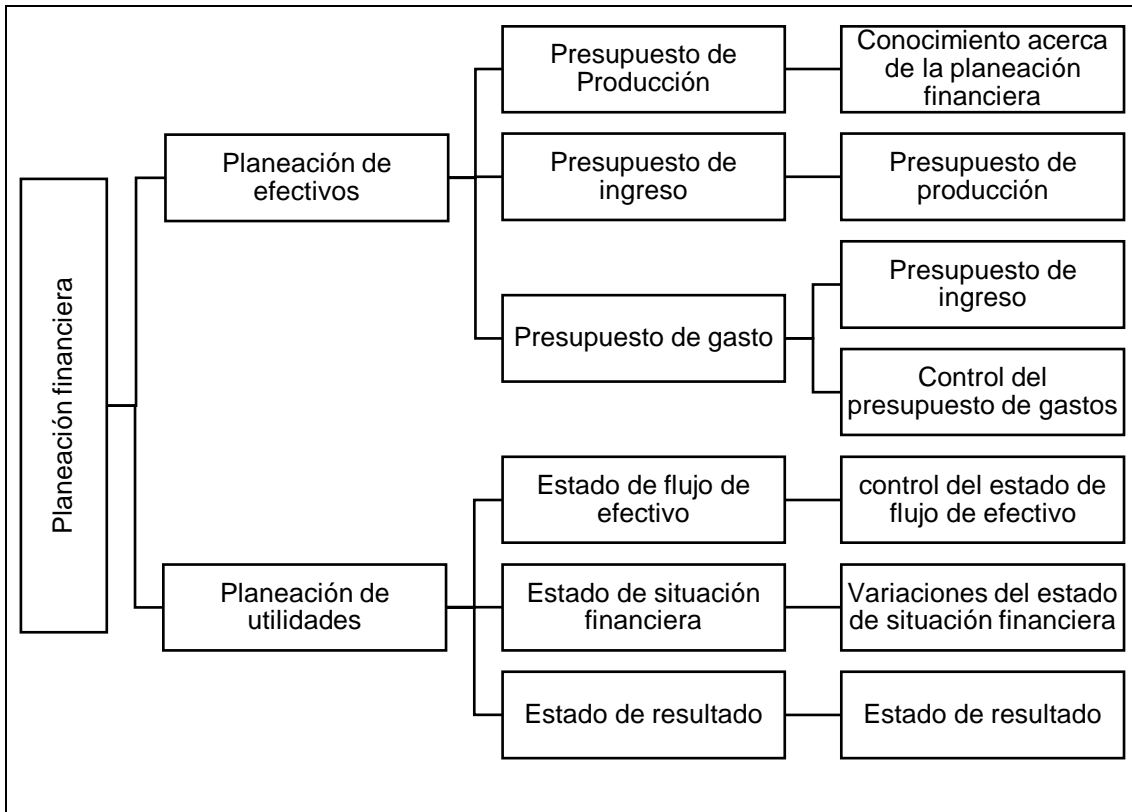 Planeación financiera
Planeación de
efectivos
Presupuesto de
Producción
Conocimiento acerca
de la planeación
financiera
Presupuesto de
ingreso
Presupuesto de
producción
Presupuesto de gasto
Presupuesto de
ingreso
Control del
presupuesto de gastos
Planeación de
utilidades
Estado de flujo de
efectivo
control del estado de
flujo de efectivo
Estado de situación
financiera
Variaciones del estado
de situación financiera
Estado de resultado
Estado de resultado